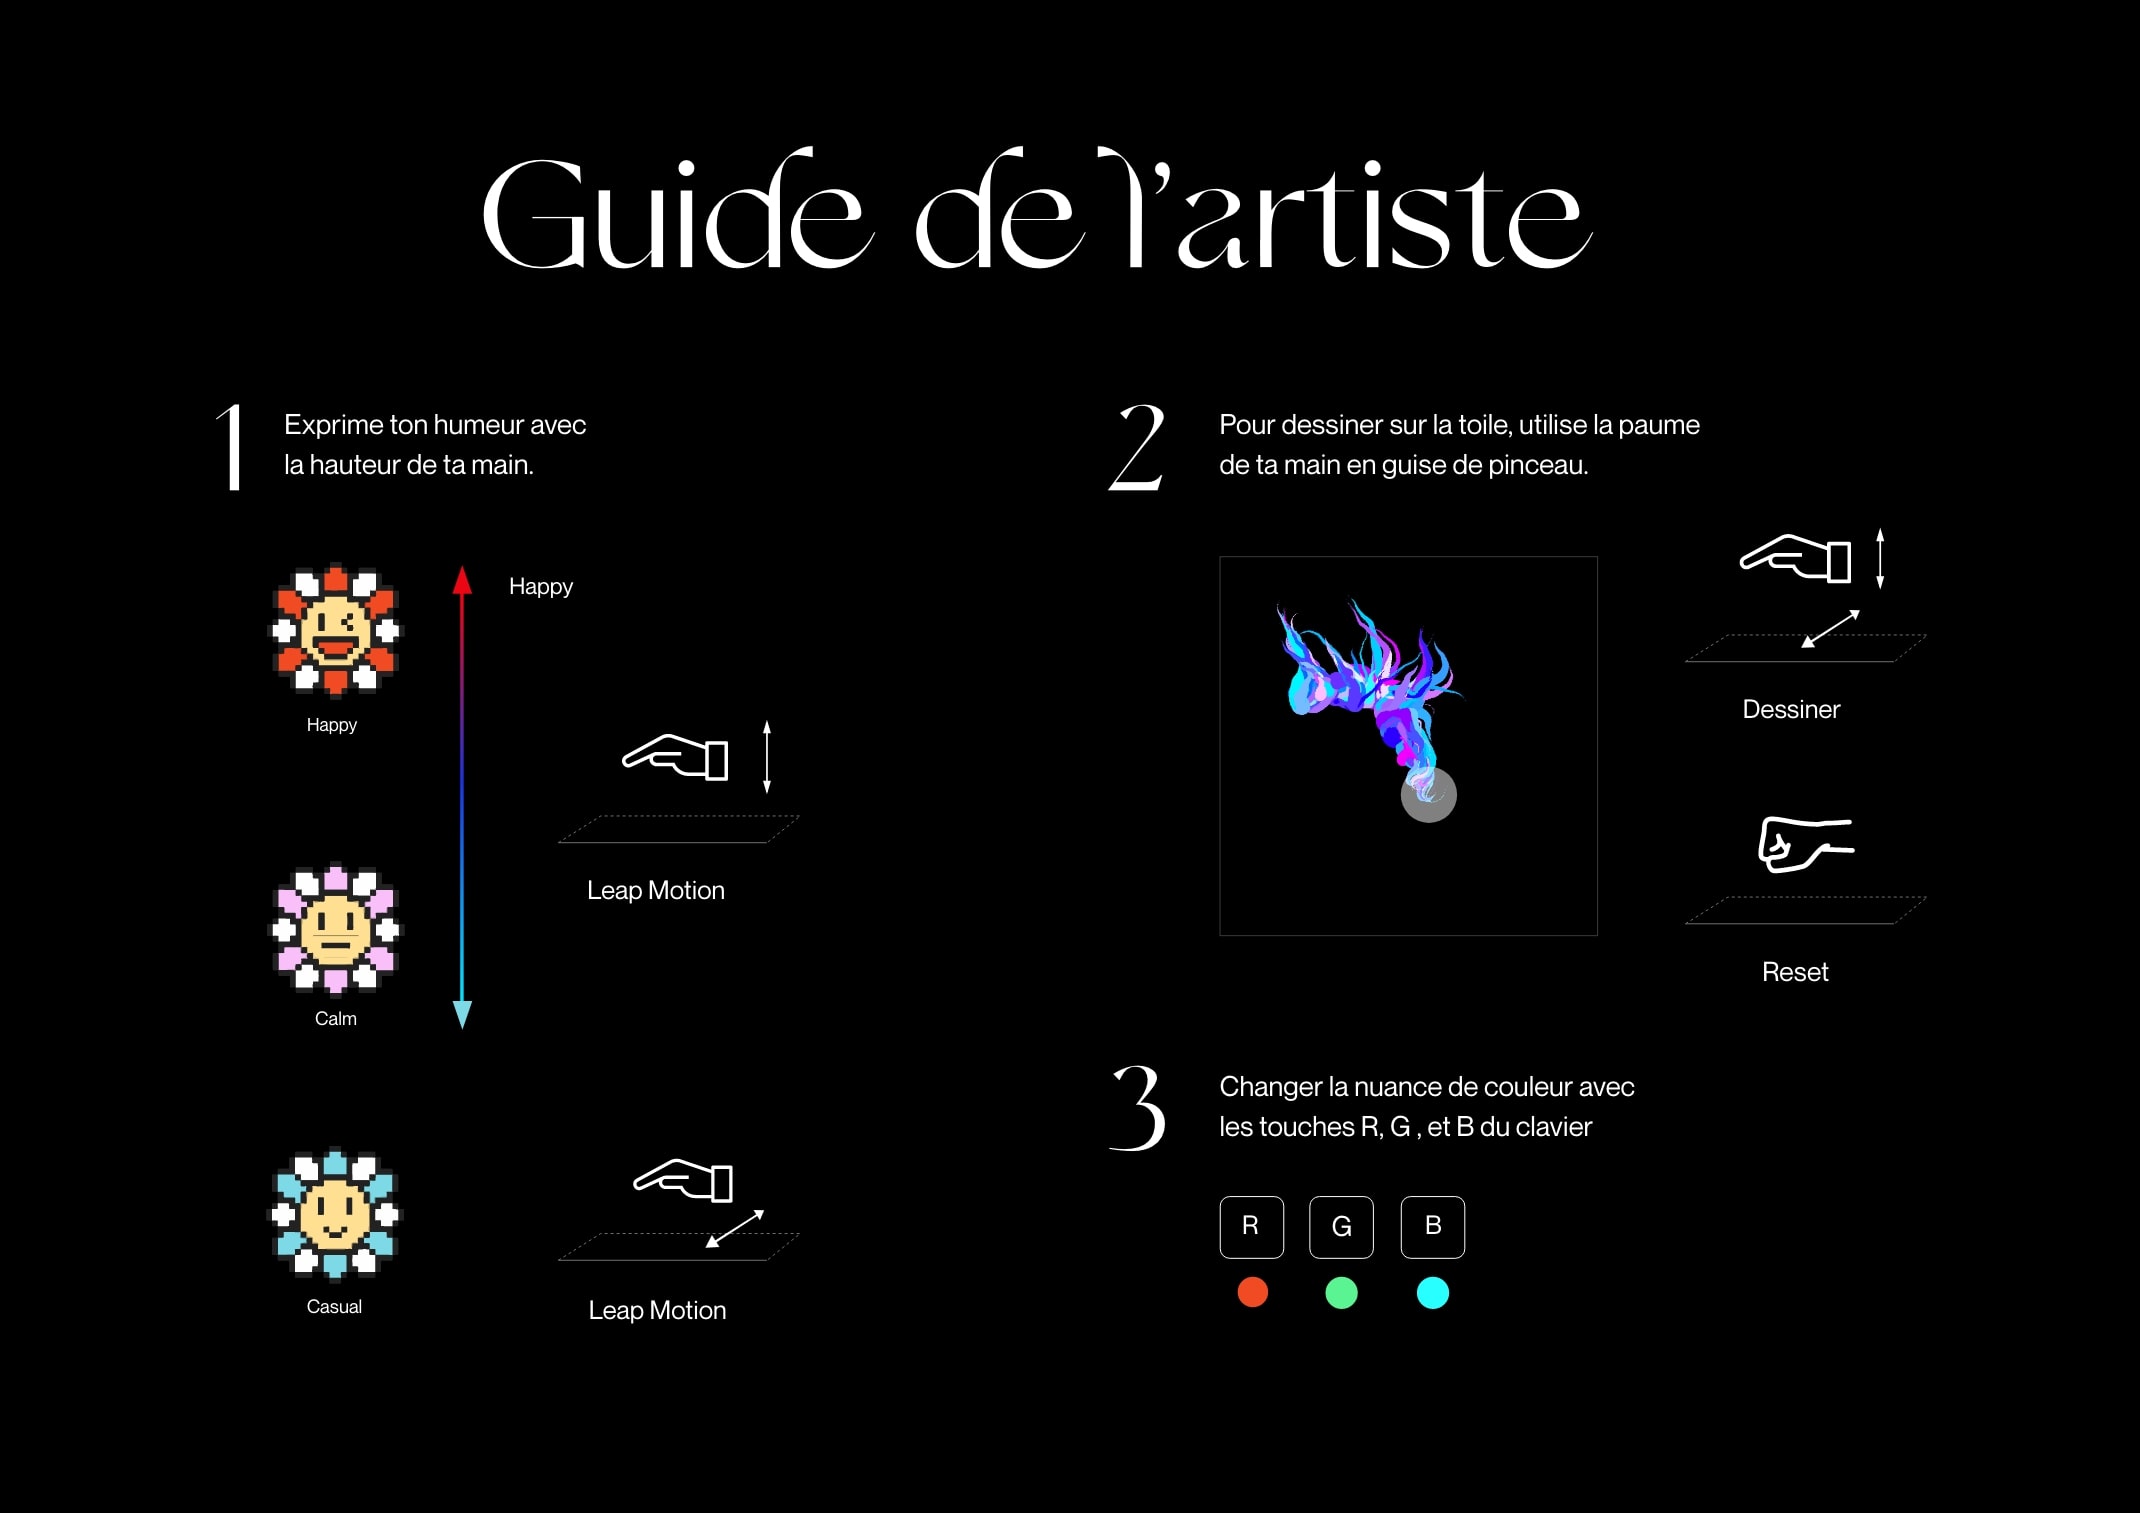 Guide de l’artiste
1
Exprime ton humeur avec
la hauteur de ta main.
Happy
Happy
Leap Motion
Calm
Casual
Leap Motion
2
Pour dessiner sur la toile, utilise la paume
de ta main en guise de pinceau.
Dessiner
Reset
3
Changer la nuance de couleur avec
les touches R, G , et B du clavier
R G B